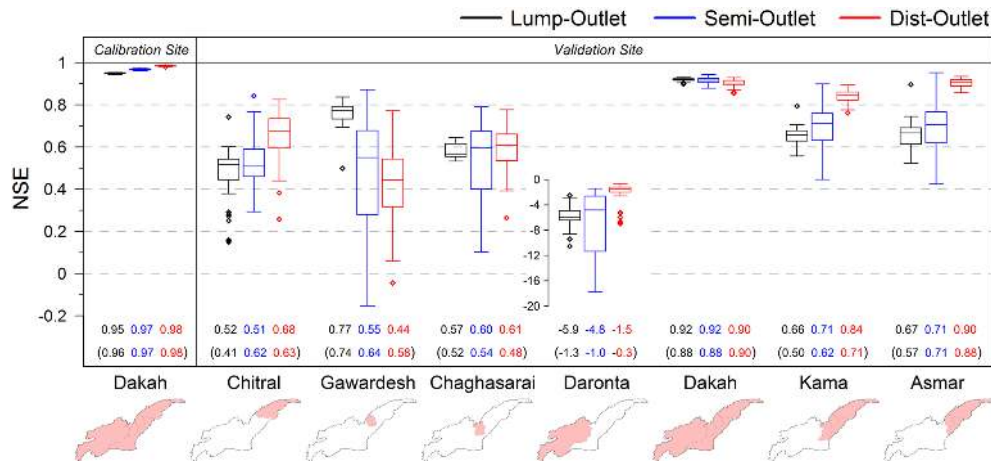 Lump-Outlet Semi-Outlet Dist-Outlet
Calibration Site Validation Site
NSE
1
0.8
0.6
0.4
0.2
0
-0.2
0
-4
-8
-12
-16
-20
0.95 0.97 0.98 0.52 0.51 0.68 0.77 0.55 0.44 0.57 0.60 0.61 -5.9 -4.8 -1.5 0.92 0.92 0.90 0.66 0.71 0.84 0.67 0.71 0.90
(0.96 0.97 0.98) (0.41 0.62 0.63) (0.74 0.64 0.58) (0.52 0.54 0.48) (-1.3 -1.0 -0.3) (0.88 0.88 0.90) (0.50 0.62 0.71) (0.57 0.71 0.88)
Dakah Chitral Gawardesh Chaghasarai Daronta Dakah Kama Asmar